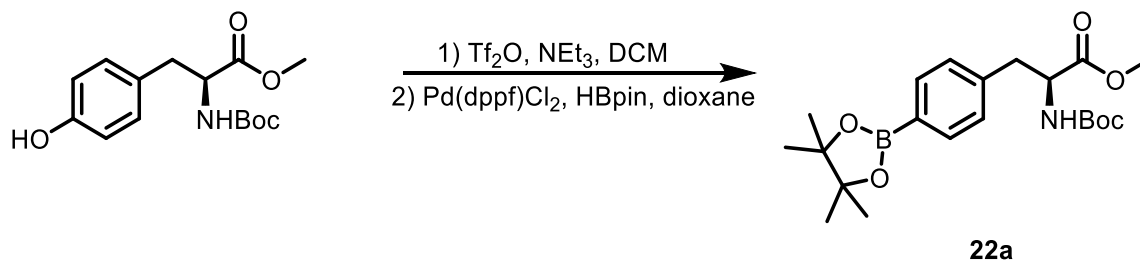 O
O
HO
NHBoc
1) Tf₂O, NEt₃, DCM
2) Pd(dppf)Cl₂, HBpin, dioxane
O
O
NHBoc
O
B
O
22a